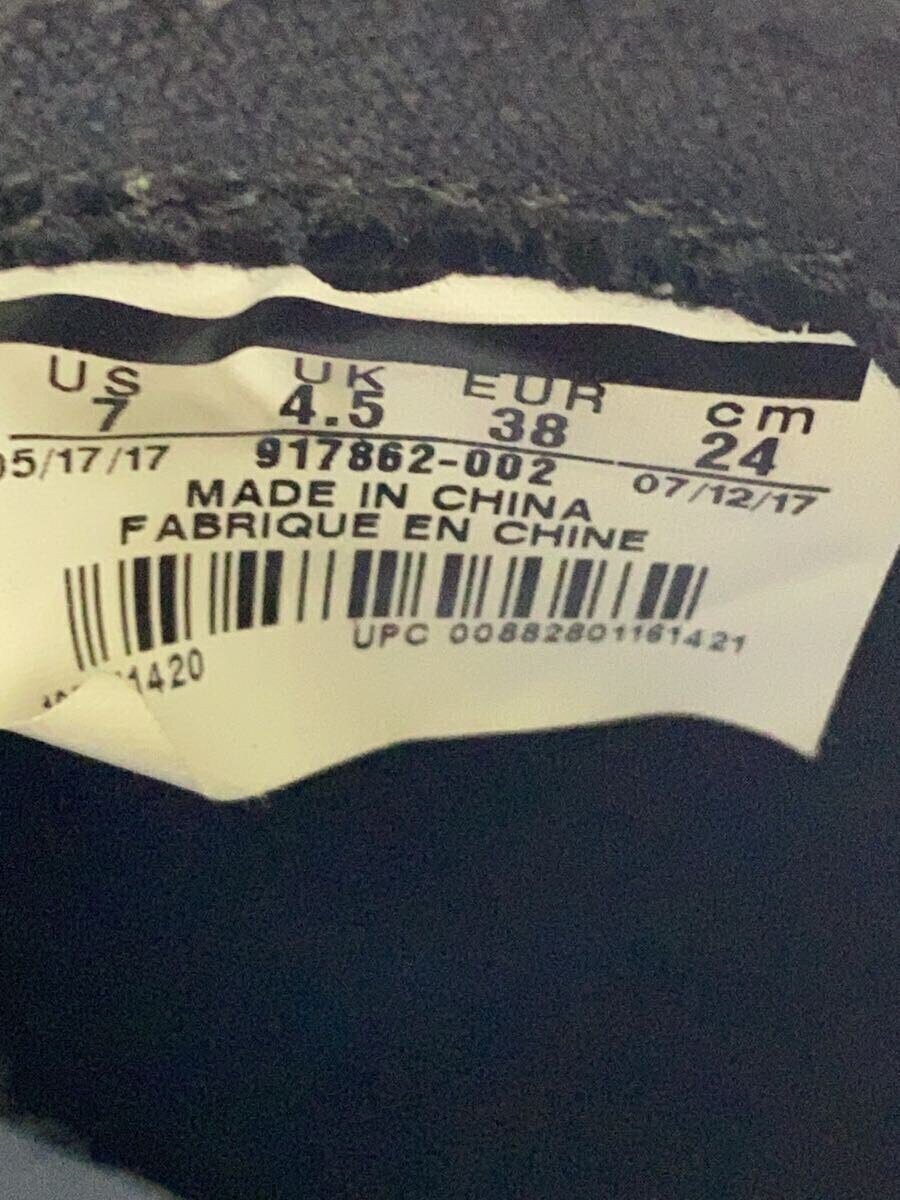 US UK EUR cm
7 4.5 38 24
05/17/17 917862-002 07/12/17
MADE IN CHINA
FABRIQUE EN CHINE
UPC 00882801161421
1420